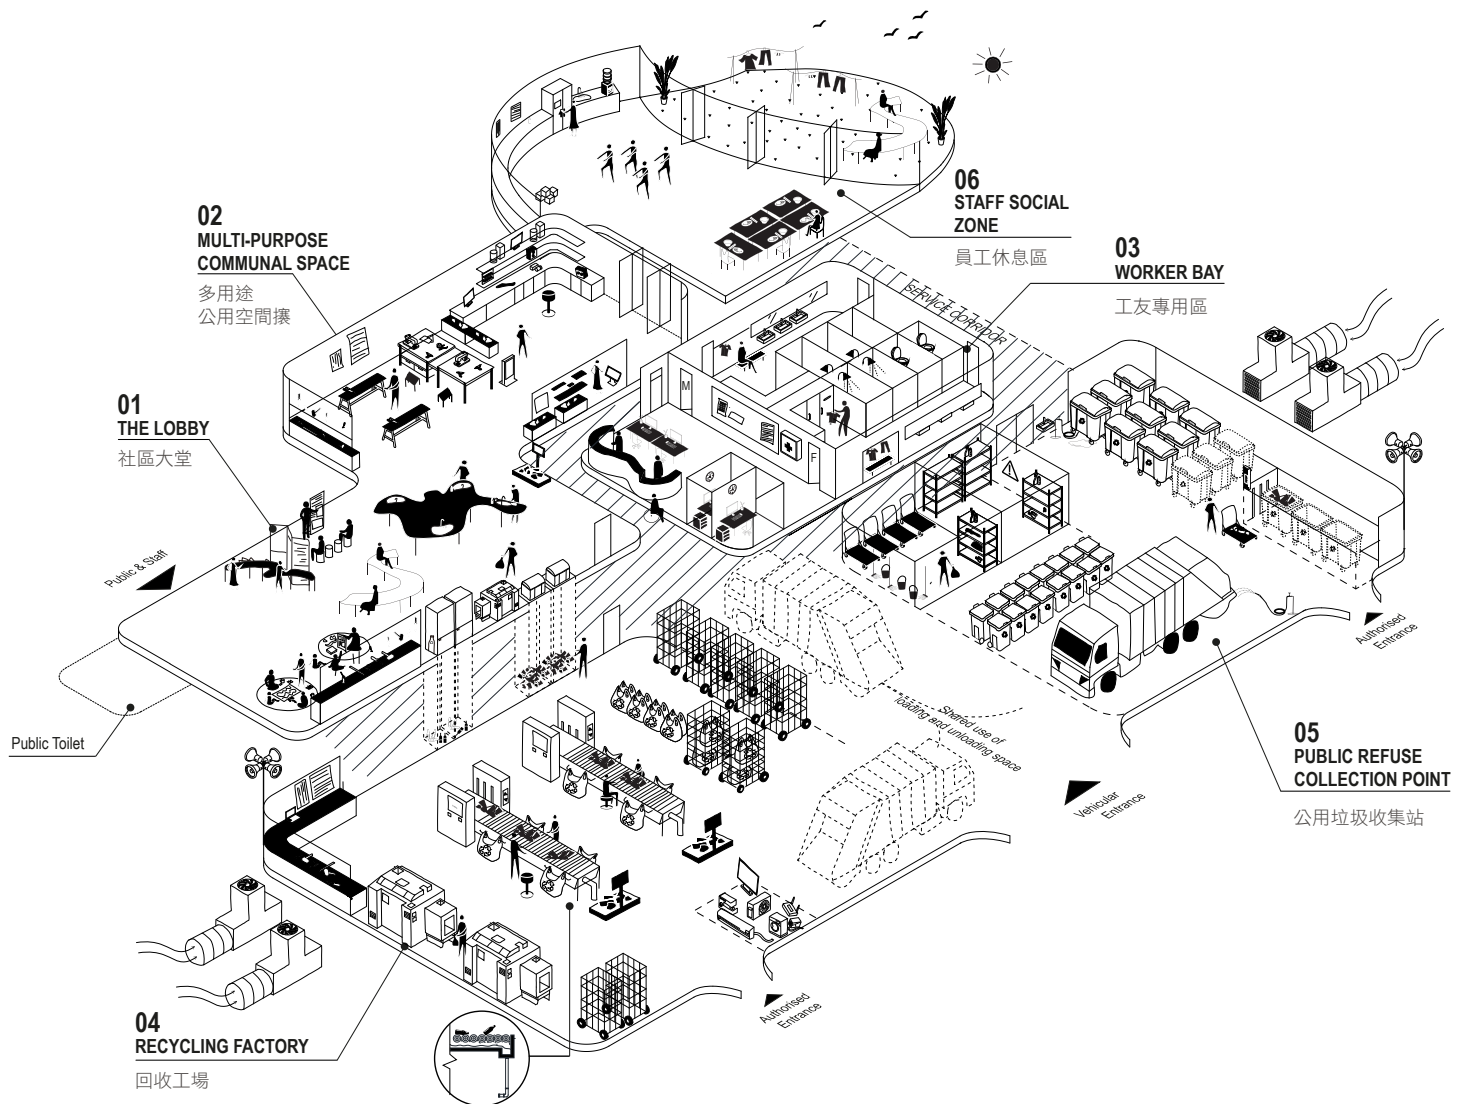 06
STAFF SOCIAL
ZONE
員工休息區
02
MULTI-PURPOSE
COMMUNAL SPACE
多用途
公用空間攘
03
WORKER BAY
工友專用區
SERVICE CORRIDOR
01
THE LOBBY
社區大堂
M
F
Public & Staff
Public Toilet
Authorised
Entrance
Shared use of
loading and unloading space
Vehicular
Entrance
05
PUBLIC REFUSE
COLLECTION POINT
公用垃圾收集站
Authorised
Entrance
04
RECYCLING FACTORY
回收工場